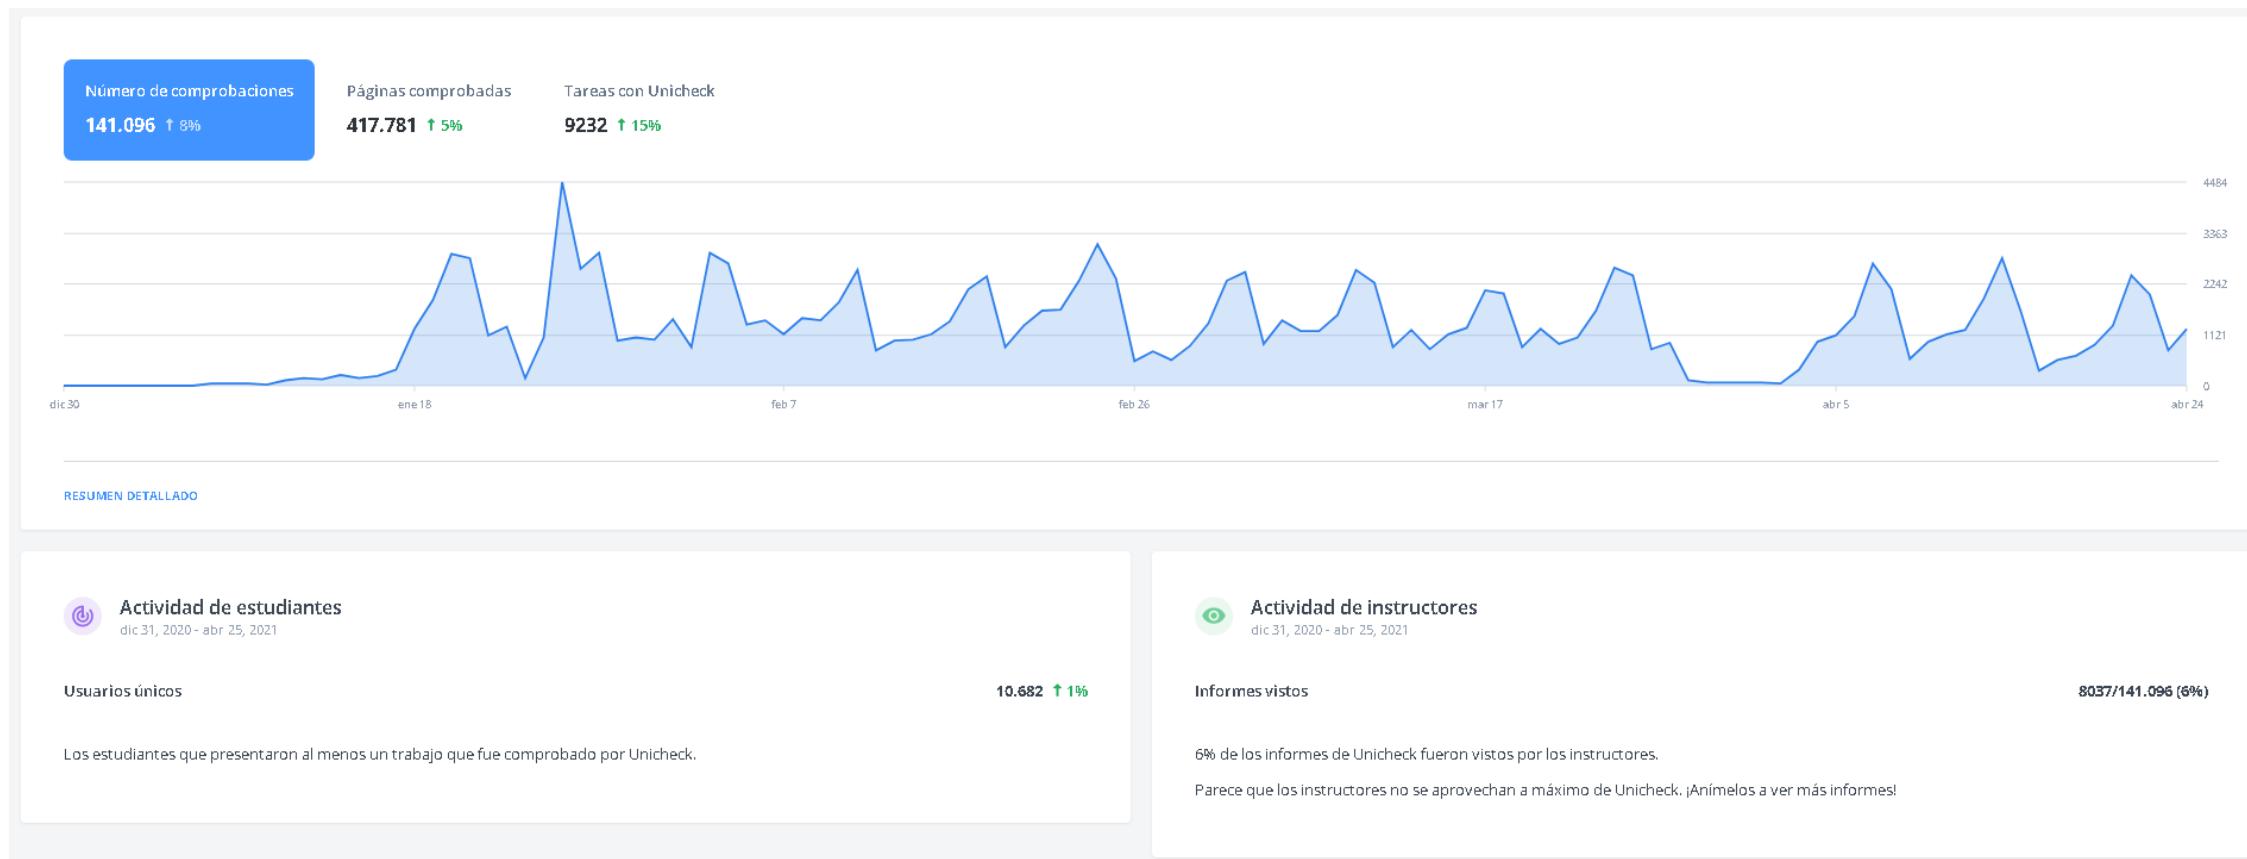 Número de comprobaciones
141.096 ↑ 8%
Páginas comprobadas
417.781 ↑ 5%
Tareas con Unicheck
9232 ↑ 15%
4484
3363
2242
1121
0
dic 30
ene 18
feb 7
feb 26
mar 17
abr 5
abr 24
RESUMEN DETALLADO
Actividad de estudiantes
dic 31, 2020 - abr 25, 2021
Usuarios únicos
10.682 ↑ 1%
Los estudiantes que presentaron al menos un trabajo que fue comprobado por Unicheck.
Actividad de instructores
dic 31, 2020 - abr 25, 2021
Informes vistos
8037/141.096 (6%)
6% de los informes de Unicheck fueron vistos por los instructores.
Parece que los instructores no se aprovechan a máximo de Unicheck. ¡Anímelos a ver más informes!